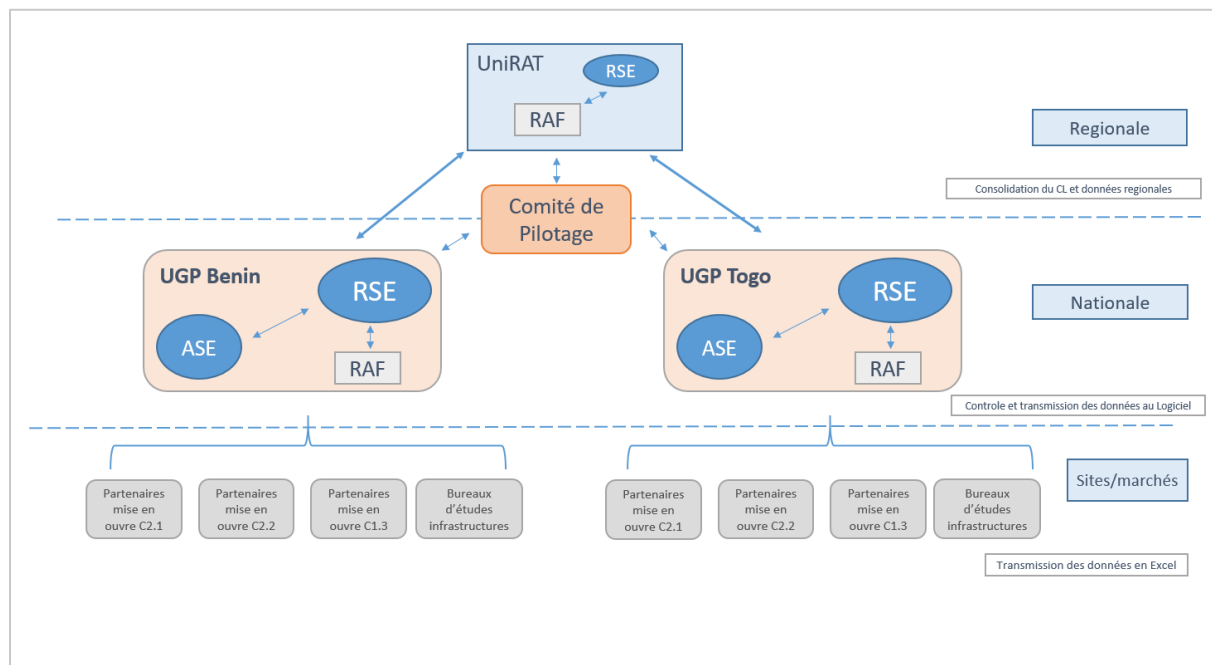 UniRAT
RSE
RAF
Regionale
Consolidation du CL et données regionales
Comité de
Pilotage
UGP Benin
RSE
ASE
RAF
UGP Togo
RSE
ASE
RAF
Nationale
Controle et transmission des données au Logiciel
Partenaires
mise en
ouvre C2.1
Partenaires
mise en
ouvre C2.2
Partenaires
mise en
ouvre C1.3
Bureaux
d'études
infrastructures
Partenaires
mise en
ouvre C2.1
Partenaires
mise en
ouvre C2.2
Partenaires
mise en
ouvre C1.3
Bureaux
d'études
infrastructures
Sites/marchés
Transmission des données en Excel